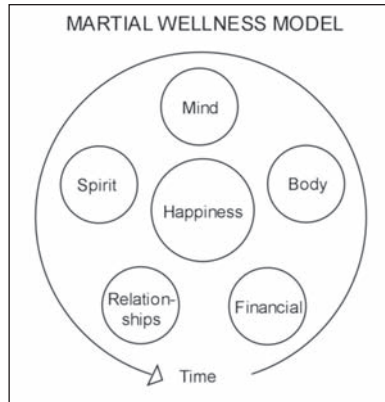 MARTIAL WELLNESS MODEL
Mind
Spirit
Body
Happiness
Relation-
ships
Financial
Time